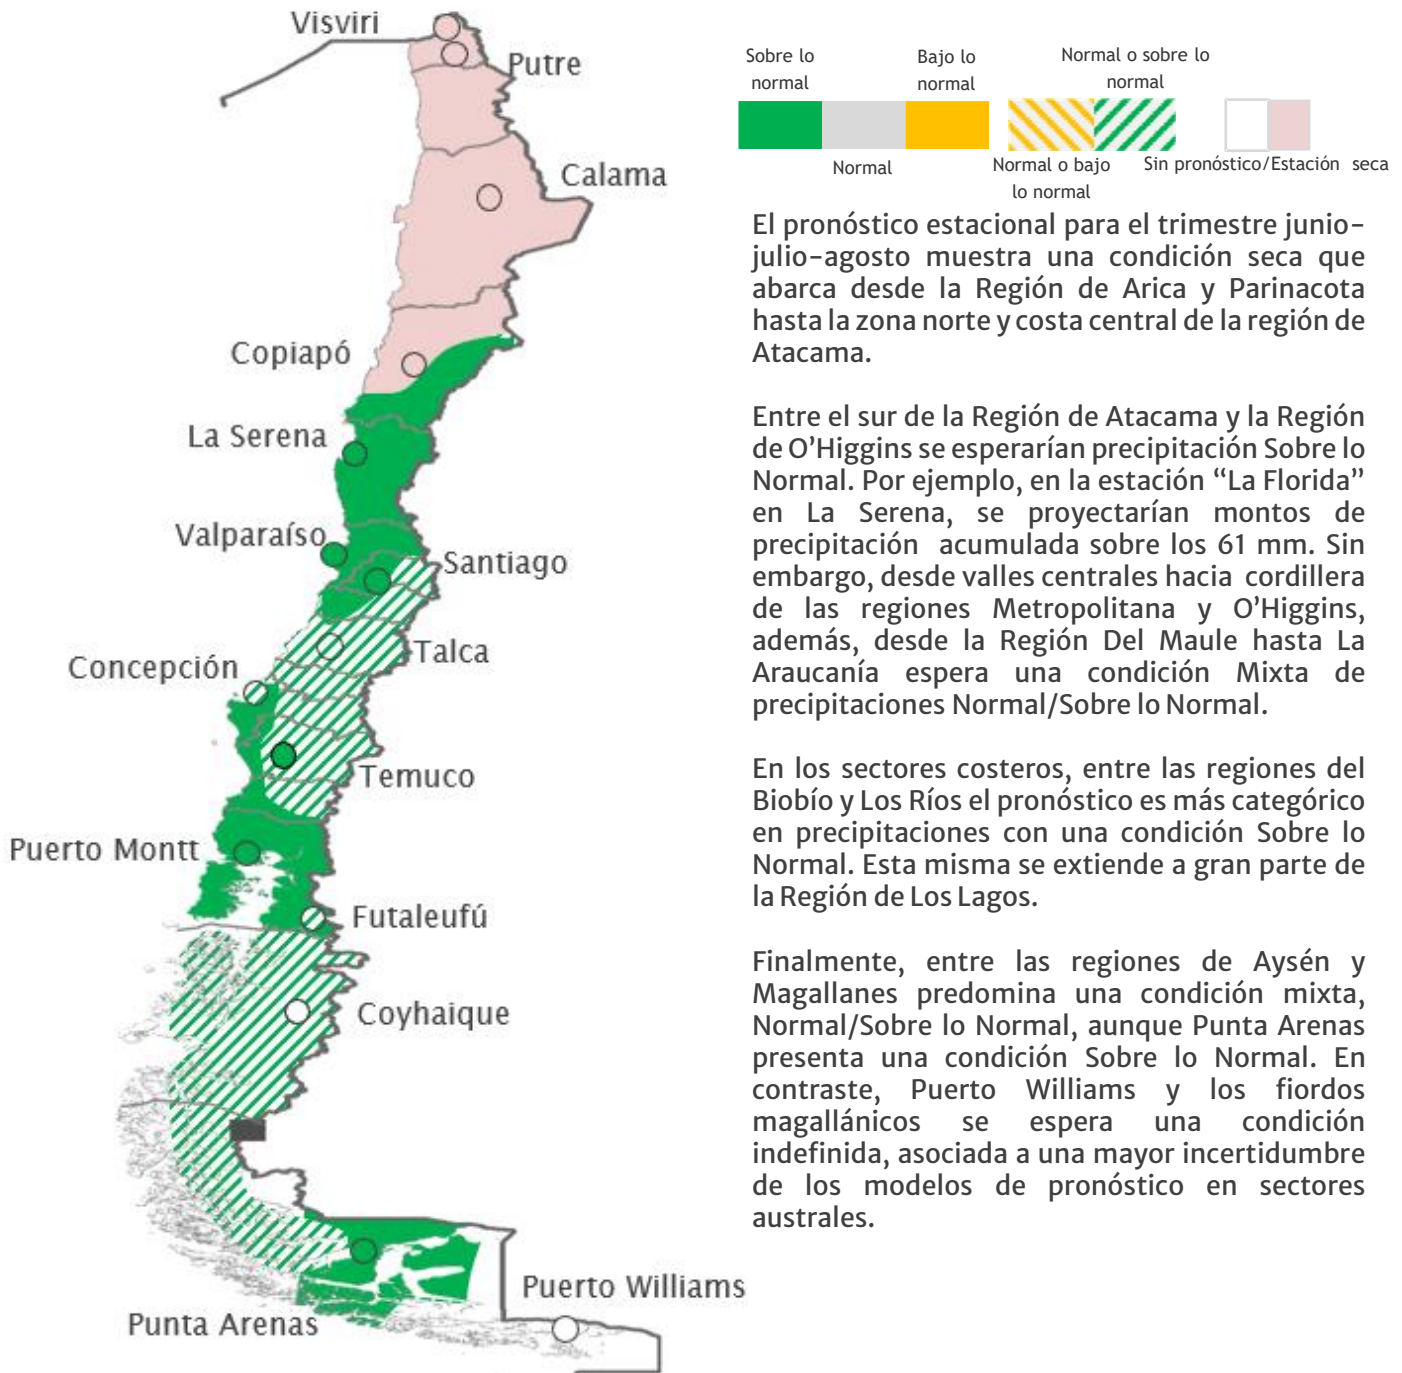 Visviri
Putre
Calama
Copiapó
La Serena
Valparaíso
Santiago
Talca
Concepción
Temuco
Puerto Montt
Futaleufú
Coyhaique
Puerto Williams
Punta Arenas
Sobre lo
normal
Bajo lo
normal
Normal o sobre lo
normal
Normal
Normal o bajo
lo normal
Sin pronóstico/Estación seca
El pronóstico estacional para el trimestre junio-
julio-agosto muestra una condición seca que
abarca desde la Región de Arica y Parinacota
hasta la zona norte y costa central de la región de
Atacama.
Entre el sur de la Región de Atacama y la Región
de O’Higgins se esperarían precipitación Sobre lo
Normal. Por ejemplo, en la estación “La Florida”
en La Serena, se proyectarían montos de
precipitación acumulada sobre los 61 mm. Sin
embargo, desde valles centrales hacia cordillera
de las regiones Metropolitana y O’Higgins,
además, desde la Región Del Maule hasta La
Araucanía espera una condición Mixta de
precipitaciones Normal/Sobre lo Normal.
En los sectores costeros, entre las regiones del
Biobío y Los Ríos el pronóstico es más categórico
en precipitaciones con una condición Sobre lo
Normal. Esta misma se extiende a gran parte de
la Región de Los Lagos.
Finalmente, entre las regiones de Aysén y
Magallanes predomina una condición mixta,
Normal/Sobre lo Normal, aunque Punta Arenas
presenta una condición Sobre lo Normal. En
contraste, Puerto Williams y los fiordos
magallánicos se espera una condición
indefinida, asociada a una mayor incertidumbre
de los modelos de pronóstico en sectores
australes.